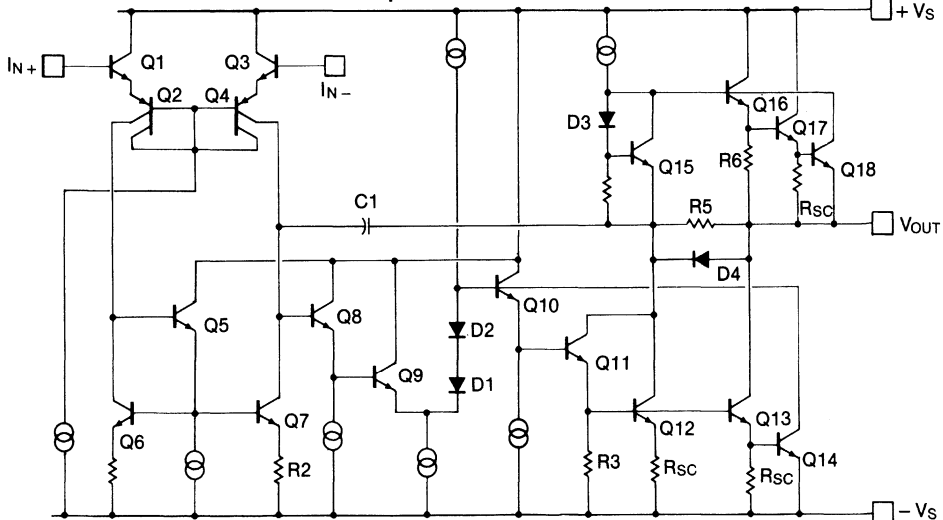 + VS
Q1
Q3
IN+
IN−
Q2
Q4
Q16
D3
Q17
Q15
R6
Q18
RSC
C1
R5
VOUT
D4
Q5
Q8
Q10
D2
Q11
Q9
D1
Q6
Q7
Q12
Q13
R2
R3
RSC
RSC
Q14
− VS